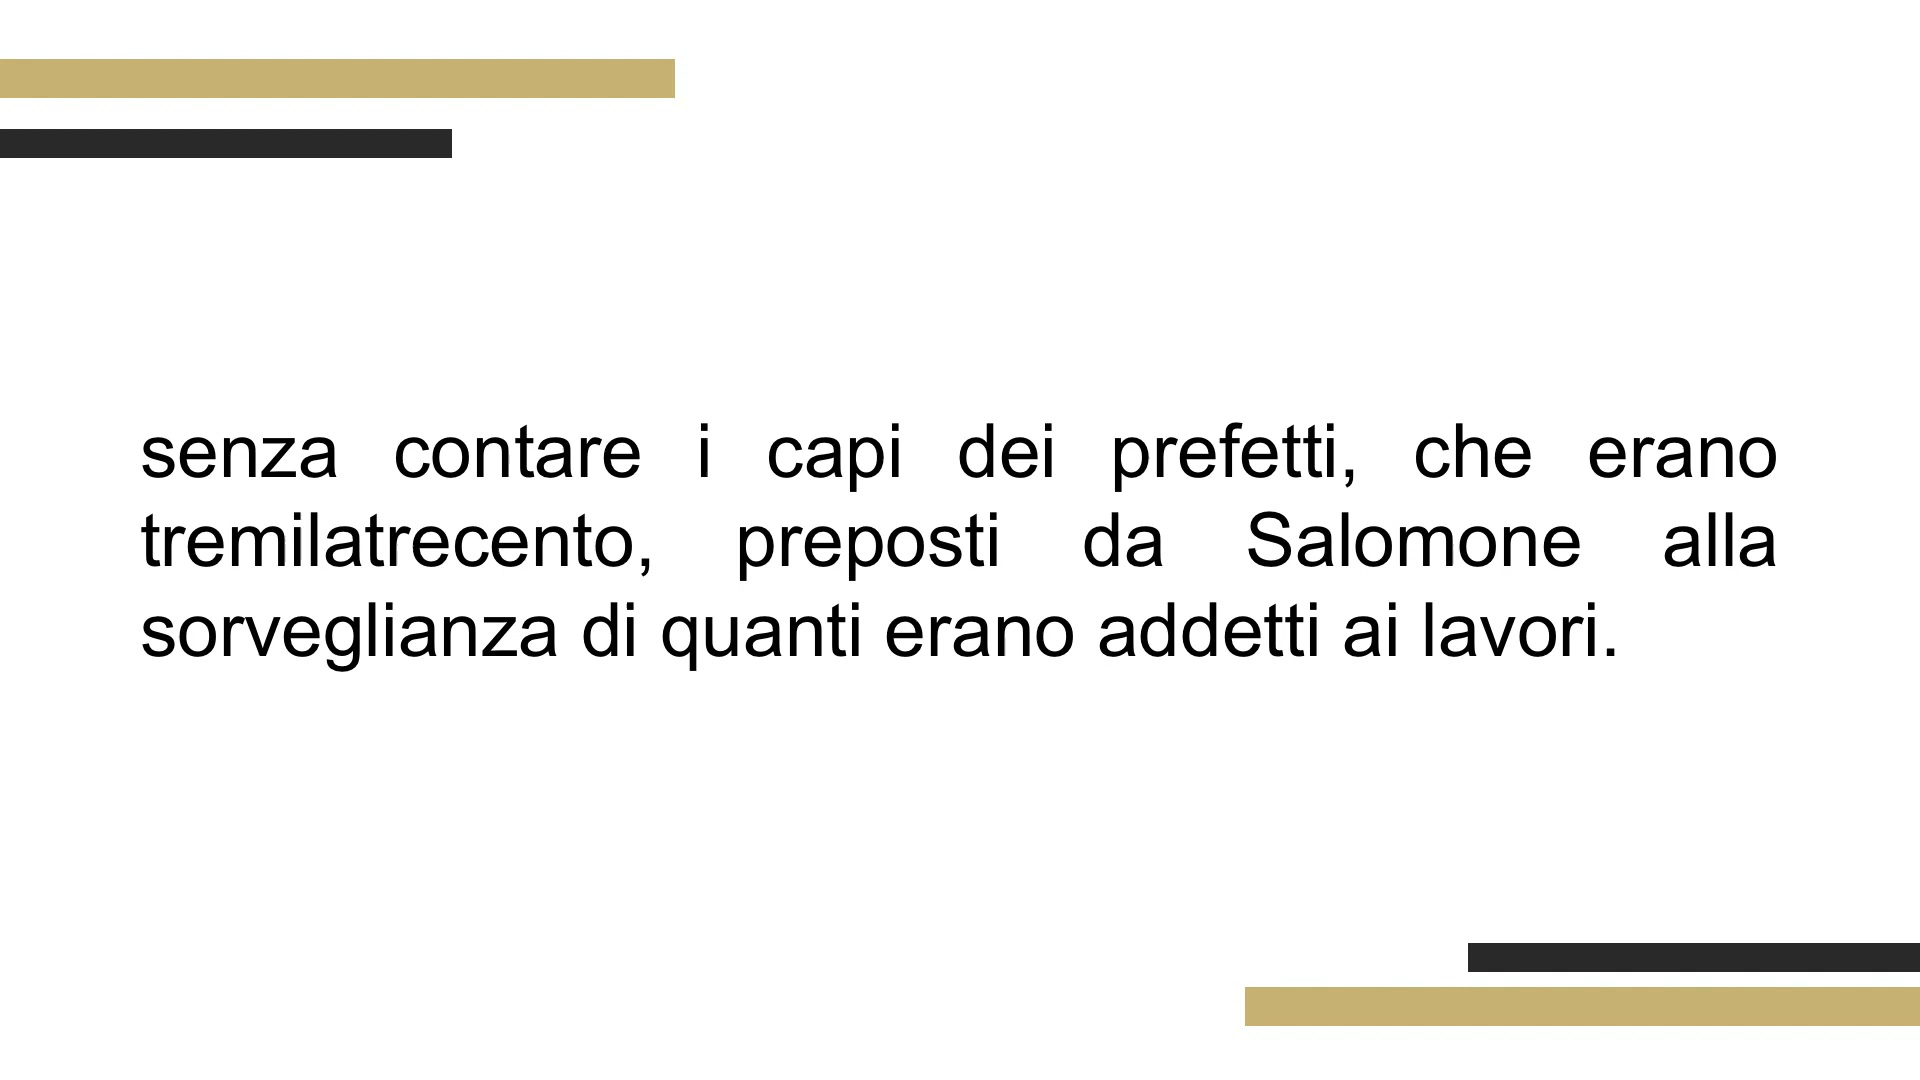 senza contare i capi dei prefetti, che erano
tremilatrecento, preposti da Salomone alla
sorveglianza di quanti erano addetti ai lavori.